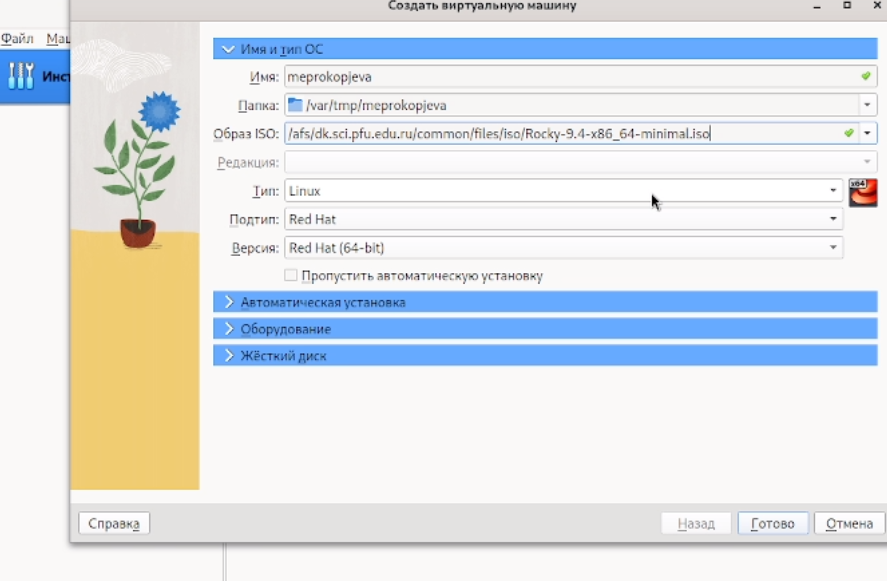 Создать виртуальную машину
Файл Маш
Инст
Имя и тип ОС
Имя: meprokopjeva
Папка: /var/tmp/meprokopjeva
Образ ISO: /afs/dk.sci.pfu.edu.ru/common/files/iso/Rocky-9.4-x86_64-minimal.iso
Редакция:
Тип: Linux
x64
Подтип: Red Hat
Версия: Red Hat (64-bit)
Пропустить автоматическую установку
Автоматическая установка
Оборудование
Жёсткий диск
Справка Назад Готово Отмена